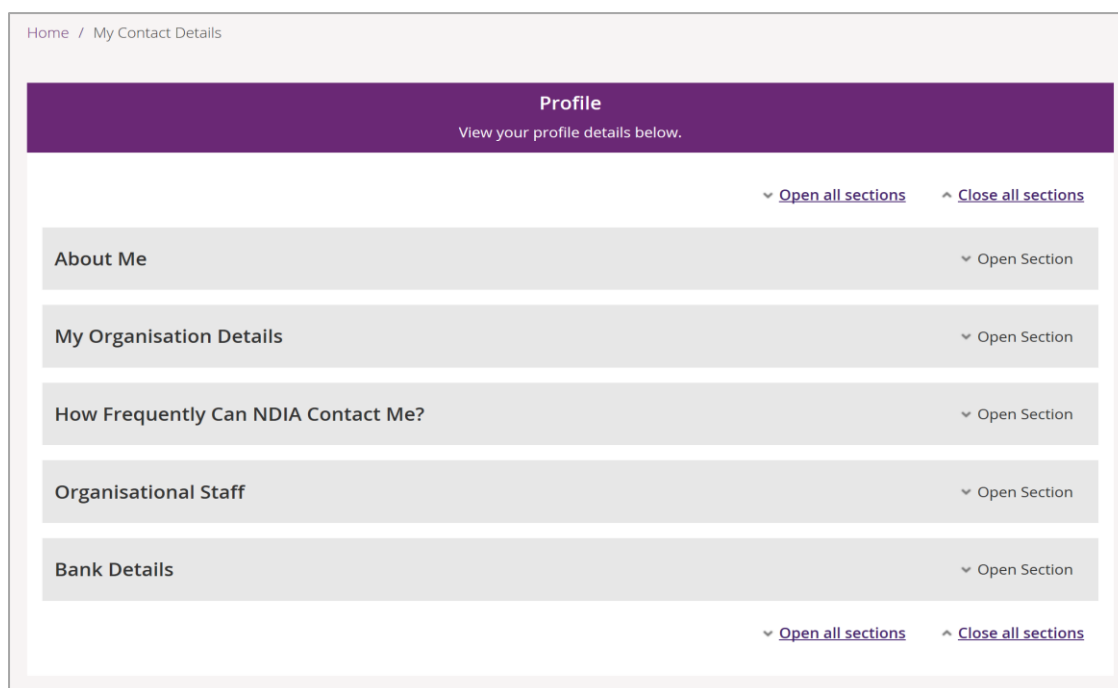 Home / My Contact Details
Profile
View your profile details below.
Open all sections Close all sections
About Me Open Section
My Organisation Details Open Section
How Frequently Can NDIA Contact Me? Open Section
Organisational Staff Open Section
Bank Details Open Section
Open all sections Close all sections